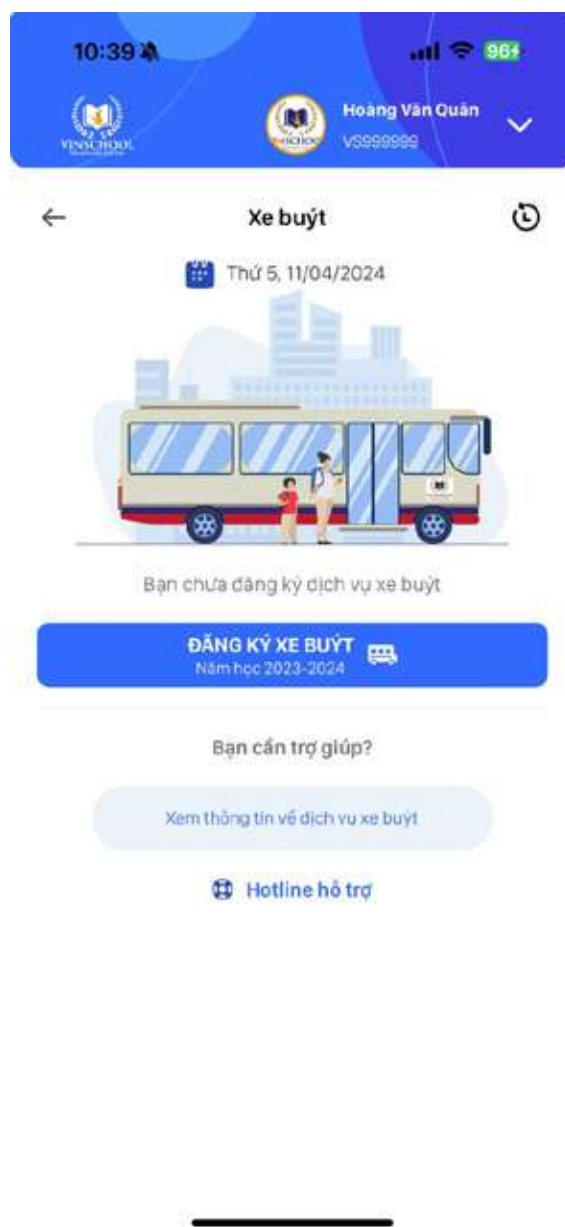 10:39
96
VINSCHOOL
Hoàng Văn Quân
VS999999
Xe buýt
Thứ 5, 11/04/2024
Bạn chưa đăng ký dịch vụ xe buýt
ĐĂNG KÝ XE BUÝT
Năm học 2023-2024
Bạn cần trợ giúp?
Xem thông tin về dịch vụ xe buýt
Hotline hỗ trợ